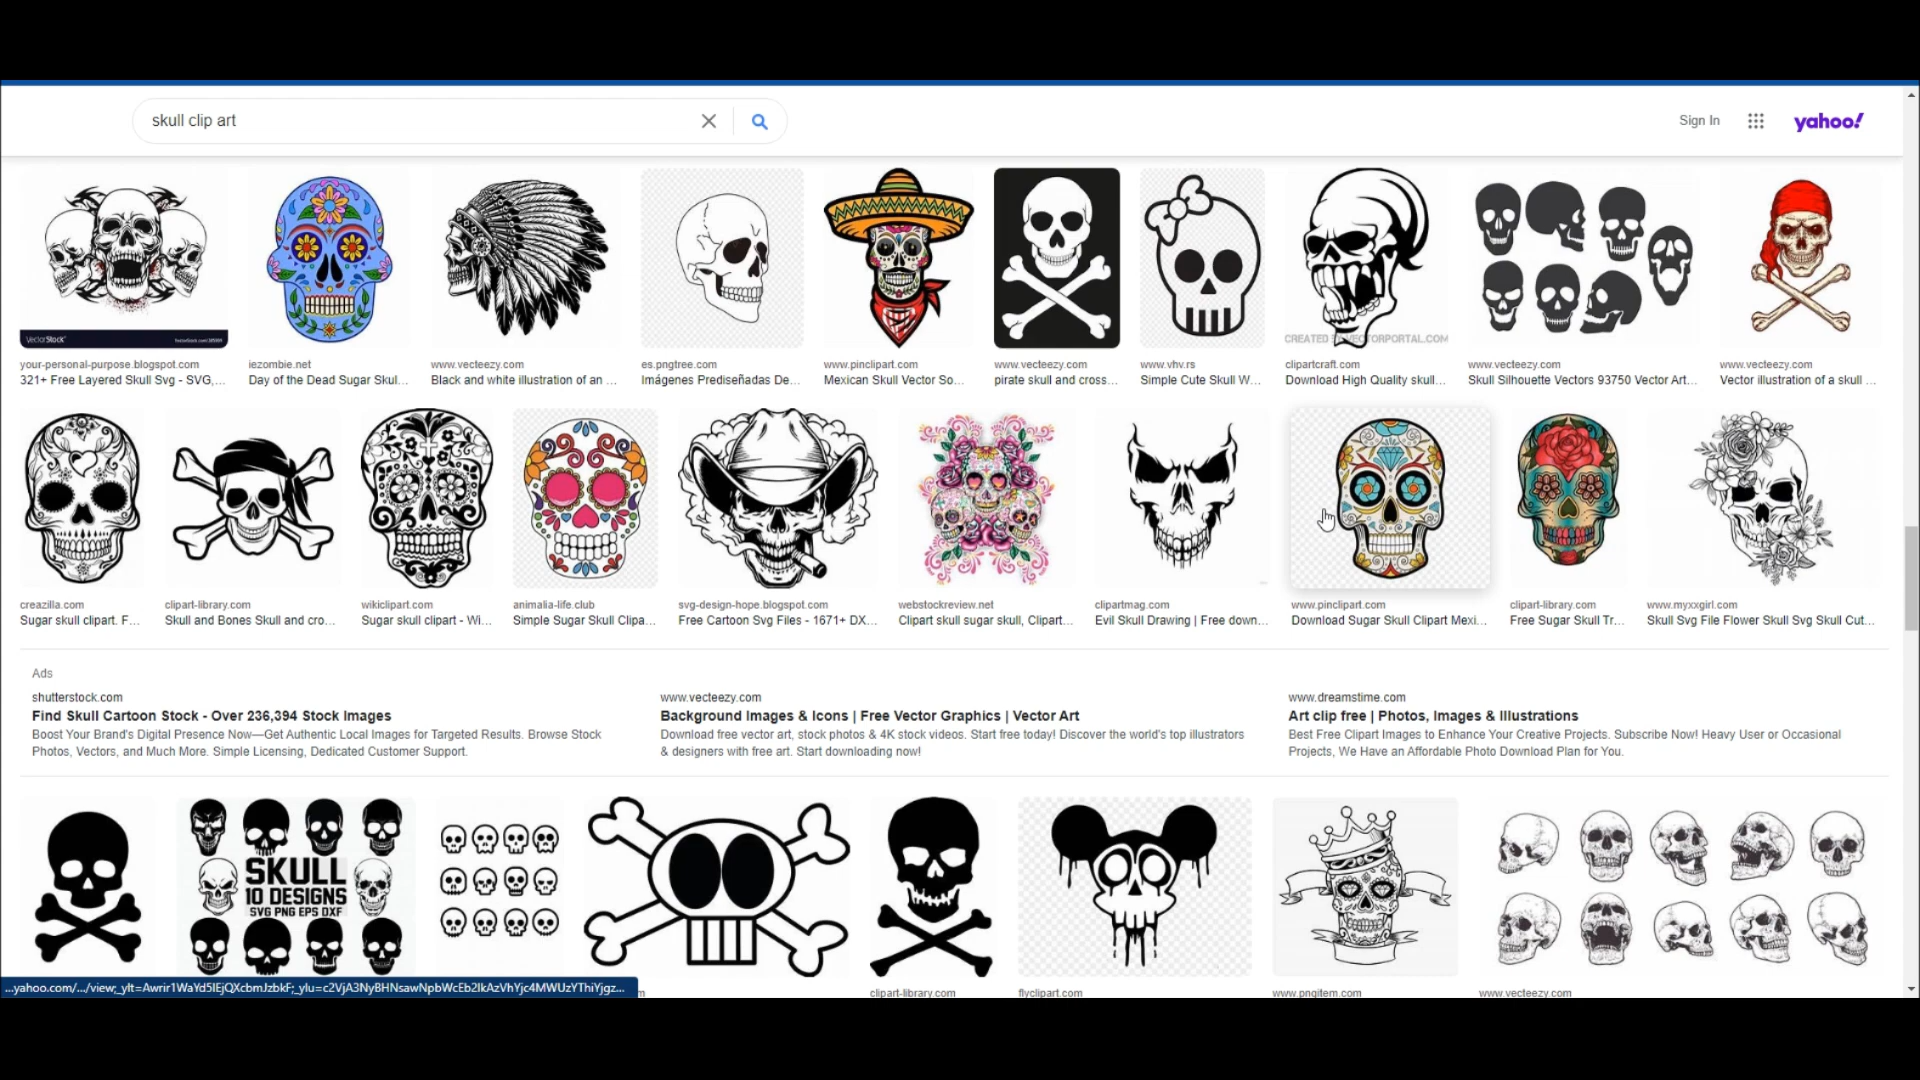 skull clip art
Sign In
yahoo!
VectorStock
CREATED BY VECTORPORTAL.COM
your-personal-purpose.blogspot.com
321+ Free Layered Skull Svg - SVG,...
iezombie.net
Day of the Dead Sugar Skul...
www.vecteezy.com
Black and white illustration of an ...
es.pngtree.com
Imágenes Prediseñadas De...
www.pinclipart.com
Mexican Skull Vector So...
www.vecteezy.com
pirate skull and cross...
www.vhv.rs
Simple Cute Skull W...
clipartcraft.com
Download High Quality skull...
www.vecteezy.com
Skull Silhouette Vectors 93750 Vector Art...
www.vecteezy.com
Vector illustration of a skull ...
creazilla.com
Sugar skull clipart. F...
clipart-library.com
Skull and Bones Skull and cro...
wikiclipart.com
Sugar skull clipart - Wi...
animalia-life.club
Simple Sugar Skull Clipa...
svg-design-hope.blogspot.com
Free Cartoon Svg Files - 1671+ DX...
webstockreview.net
Clipart skull sugar skull, Clipart...
clipartmag.com
Evil Skull Drawing | Free down...
www.pinclipart.com
Download Sugar Skull Clipart Mexi...
clipart-library.com
Free Sugar Skull Tr...
www.myxxgirl.com
Skull Svg File Flower Skull Svg Skull Cut...
Ads
shutterstock.com
Find Skull Cartoon Stock - Over 236,394 Stock Images
Boost Your Brand's Digital Presence Now—Get Authentic Local Images for Targeted Results. Browse Stock
Photos, Vectors, and Much More. Simple Licensing, Dedicated Customer Support.
www.vecteezy.com
Background Images & Icons | Free Vector Graphics | Vector Art
Download free vector art, stock photos & 4K stock videos. Start free today! Discover the world's top illustrators
& designers with free art. Start downloading now!
www.dreamstime.com
Art clip free | Photos, Images & Illustrations
Best Free Clipart Images to Enhance Your Creative Projects. Subscribe Now! Heavy User or Occasional
Projects, We Have an Affordable Photo Download Plan for You.
SKULL
10 DESIGNS
SVG PNG EPS DXF
clipart-library.com
flyclipart.com
www.pngitem.com
www.vecteezy.com